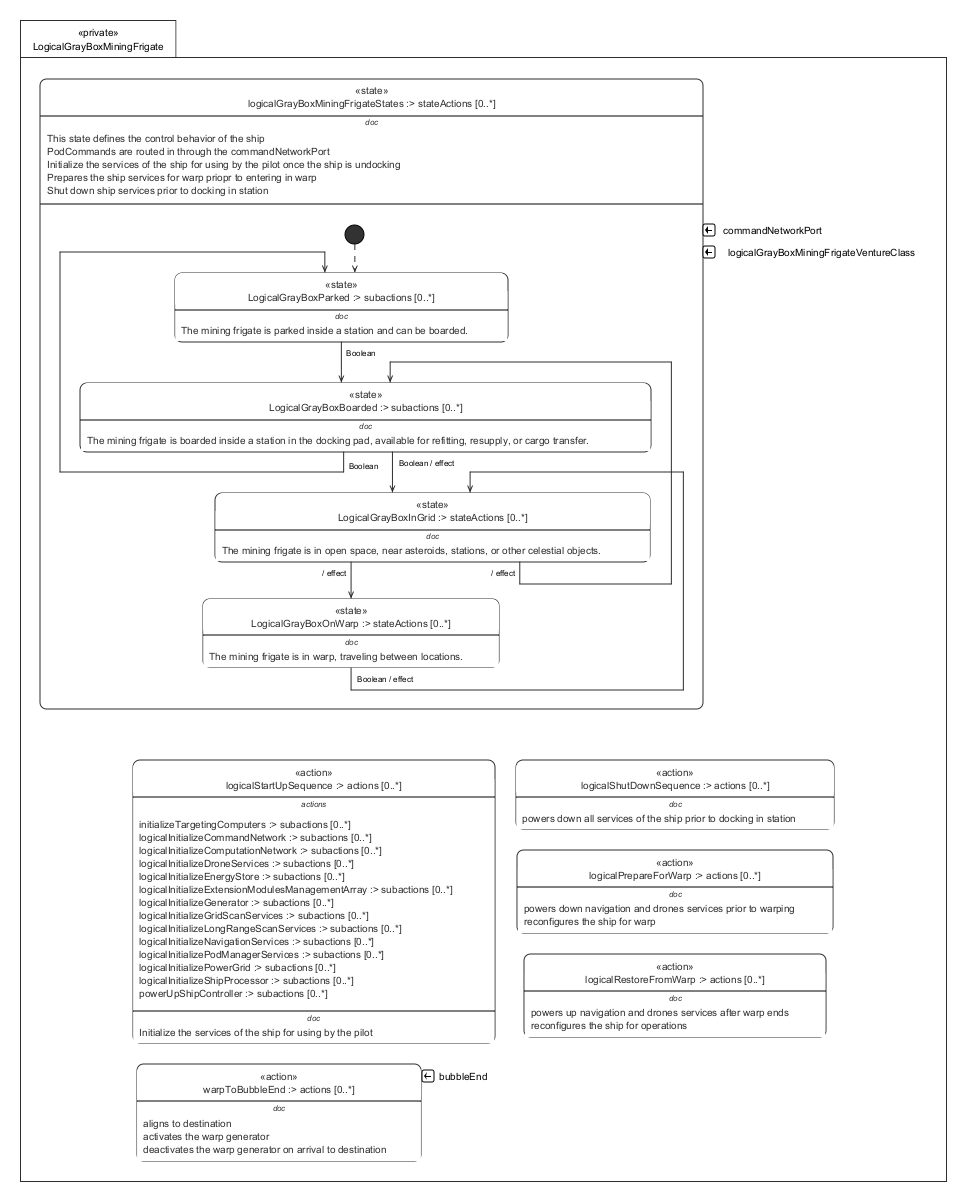 «private»
LogicalGrayBoxMiningFrigate
«state»
logicalGrayBoxMiningFrigateStates :> stateActions [0..*]
doc
This state defines the control behavior of the ship
PodCommands are routed in through the commandNetworkPort
Initialize the services of the ship for using by the pilot once the ship is undocking
Prepares the ship services for warp priopr to entering in warp
Shut down ship services prior to docking in station
commandNetworkPort
logicalGrayBoxMiningFrigateVentureClass
«state»
LogicalGrayBoxParked :> subactions [0..*]
doc
The mining frigate is parked inside a station and can be boarded.
Boolean
«state»
LogicalGrayBoxBoarded :> subactions [0..*]
doc
The mining frigate is boarded inside a station in the docking pad, available for refitting, resupply, or cargo transfer.
Boolean
Boolean / effect
«state»
LogicalGrayBoxInGrid :> stateActions [0..*]
doc
The mining frigate is in open space, near asteroids, stations, or other celestial objects.
/ effect
/ effect
«state»
LogicalGrayBoxOnWarp :> stateActions [0..*]
doc
The mining frigate is in warp, traveling between locations.
Boolean / effect
«action»
logicalStartUpSequence :> actions [0..*]
actions
initializeTargetingComputers :> subactions [0..*]
logicalInitializeCommandNetwork :> subactions [0..*]
logicalInitializeComputationNetwork :> subactions [0..*]
logicalInitializeDroneServices :> subactions [0..*]
logicalInitializeEnergyStore :> subactions [0..*]
logicalInitializeExtensionModulesManagementArray :> subactions [0..*]
logicalInitializeGenerator :> subactions [0..*]
logicalInitializeGridScanServices :> subactions [0..*]
logicalInitializeLongRangeScanServices :> subactions [0..*]
logicalInitializeNavigationServices :> subactions [0..*]
logicalInitializePodManagerServices :> subactions [0..*]
logicalInitializePowerGrid :> subactions [0..*]
logicalInitializeShipProcessor :> subactions [0..*]
powerUpShipController :> subactions [0..*]
doc
Initialize the services of the ship for using by the pilot
«action»
logicalShutDownSequence :> actions [0..*]
doc
powers down all services of the ship prior to docking in station
«action»
logicalPrepareForWarp :> actions [0..*]
doc
powers down navigation and drones services prior to warping
reconfigures the ship for warp
«action»
logicalRestoreFromWarp :> actions [0..*]
doc
powers up navigation and drones services after warp ends
reconfigures the ship for operations
«action»
warpToBubbleEnd :> actions [0..*]
doc
aligns to destination
activates the warp generator
deactivates the warp generator on arrival to destination
bubbleEnd